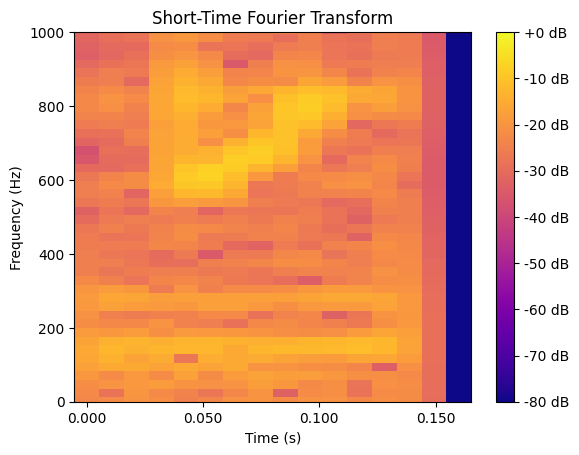 Short-Time Fourier Transform
Frequency (Hz)
1000
800
600
400
200
0
0.000
0.050
0.100
0.150
Time (s)
+0 dB
-10 dB
-20 dB
-30 dB
-40 dB
-50 dB
-60 dB
-70 dB
-80 dB